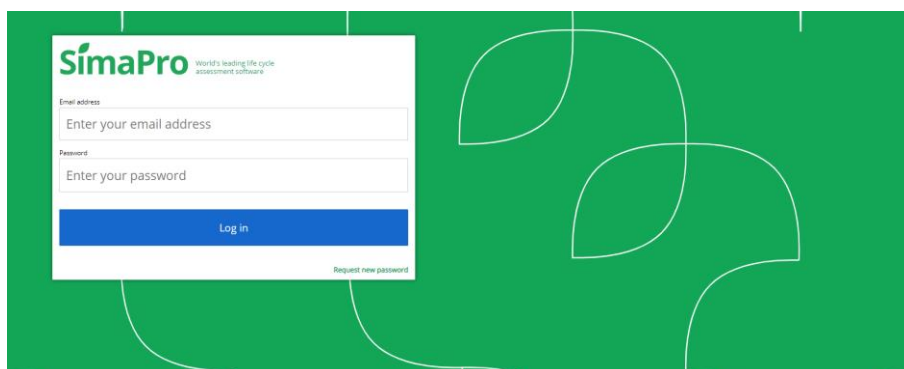 SimaPro
World's leading life cycle
assessment software
Email address
Enter your email address
Password
Enter your password
Log in
Request new password